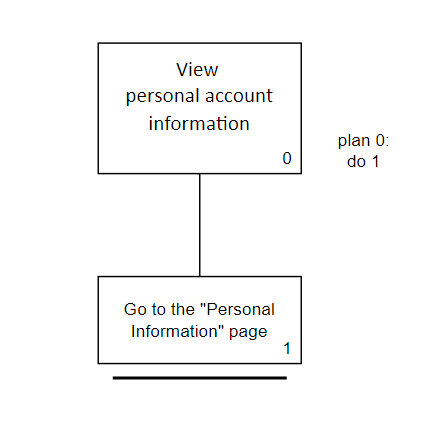 View
personal account
information
0
plan 0:
do 1
Go to the "Personal
Information" page
1